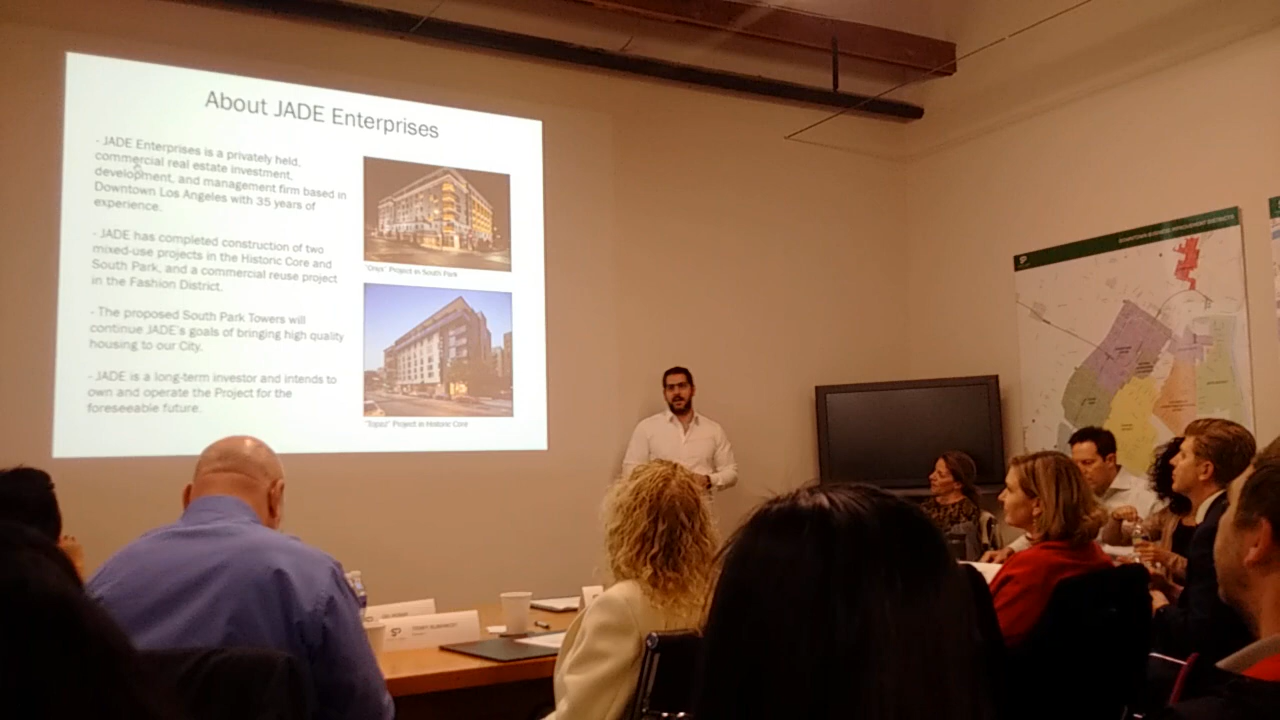 About JADE Enterprises
- JADE Enterprises is a privately held,
commercial real estate investment,
development, and management firm based in
Downtown Los Angeles with 35 years of
experience.
- JADE has completed construction of two
mixed-use projects in the Historic Core and
South Park, and a commercial reuse project
in the Fashion District.
- The proposed South Park Towers will
continue JADE's goals of bringing high quality
housing to our City.
- JADE is a long-term investor and intends to
own and operate the Project for the
foreseeable future.
"Onyx" Project in South Park
"Topaz" Project in Historic Core
DOWNTOWN BUSINESS IMPROVEMENT DISTRICTS
SP